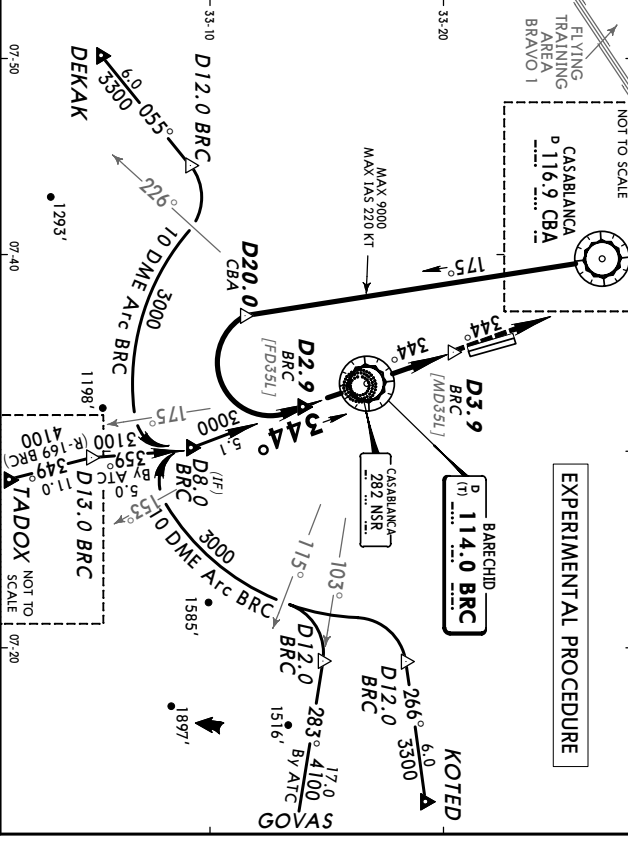 EXPERIMENTAL PROCEDURE
NOT TO SCALE
FLYING
TRAINING
AREA
BRAVO 1
CASABLANCA
D 116.9 CBA
175°
MAX 9000
MAX IAS 220 KT
344°
344°
D3.9
BRC
[MD35L]
BARECHID
D
(T) 114.0 BRC
CASABLANCA
282 NSR
D2.9
BRC
[FD35L]
344°
D20.0
CBA
3000
5.1
226°
175°
153°
115°
103°
D12.0 BRC
055°
6.0
3300
DEKAK
10 DME Arc BRC
3000
(IF)
D8.0
BRC
10 DME Arc BRC
3000
D12.0
BRC
266°
6.0
3300
KOTED
D12.0
BRC
283°
17.0
4100
By ATC
GOVAS
By ATC
5.0
359°
3100
D13.0 BRC
11.0
349°
(R-169 BRC)
4100
TADOX
NOT TO
SCALE
1293'
1198'
1585'
1516'
1897'
33-20
33-10
07-50
07-40
07-20